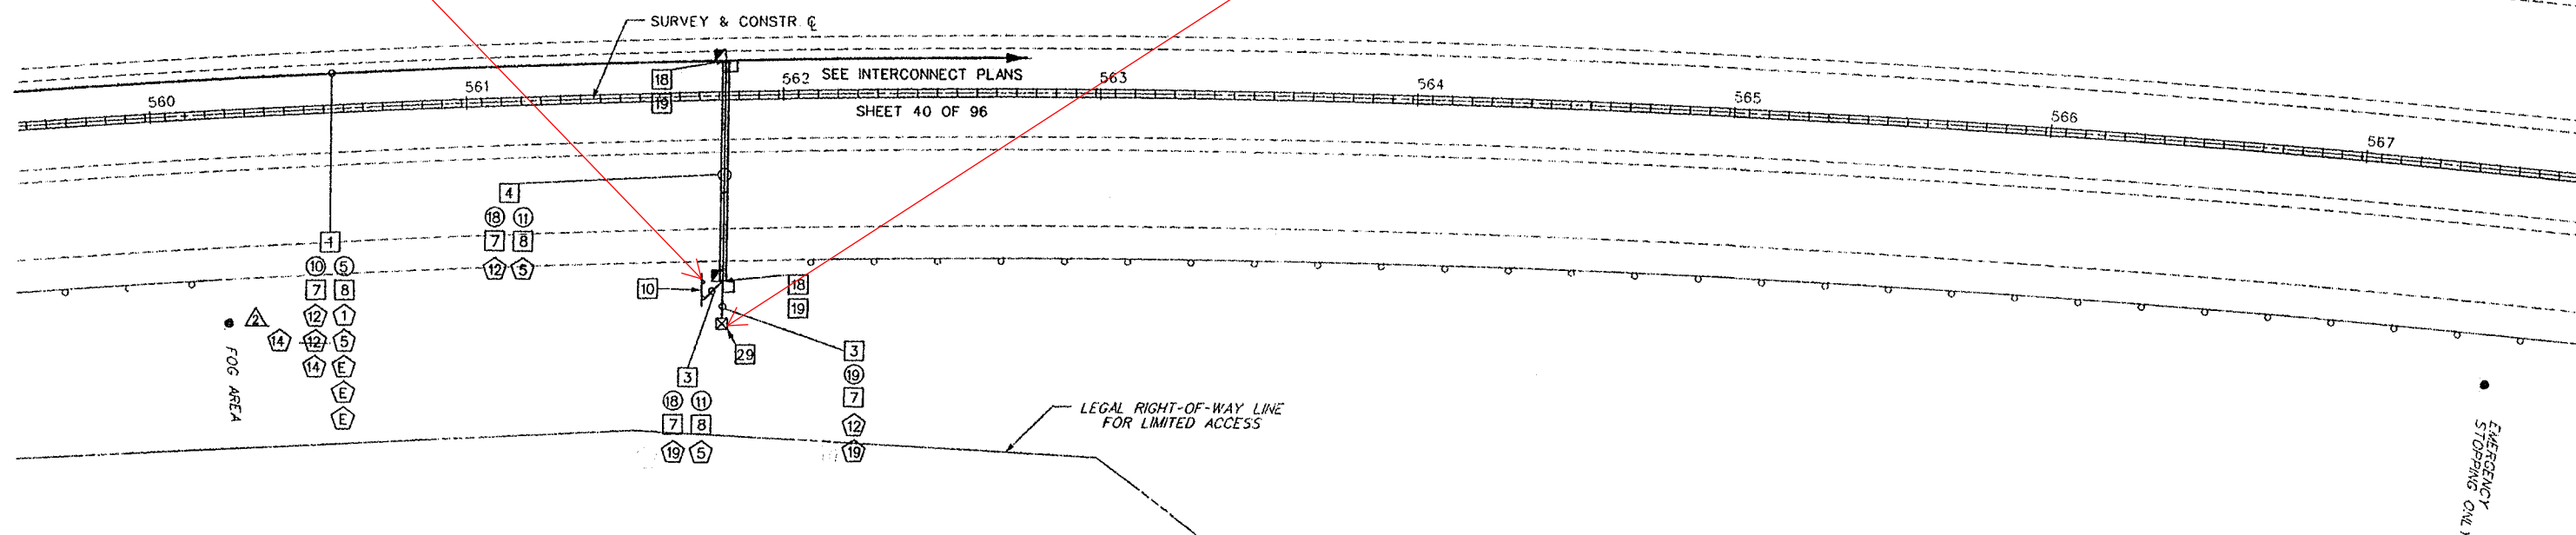 SURVEY & CONSTR. ℄
18
19
SEE INTERCONNECT PLANS
SHEET 40 OF 96
560
561
562
563
564
565
566
567
4
18 11
7 8
12 5
1
10 5
7 8
12 1
14 12 5
14 E
E
E
2
FOG AREA
10
18
19
29
3
18 11
7 8
19 5
3
19
7
12
19
LEGAL RIGHT-OF-WAY LINE
FOR LIMITED ACCESS
EMERGENCY
STOPPING